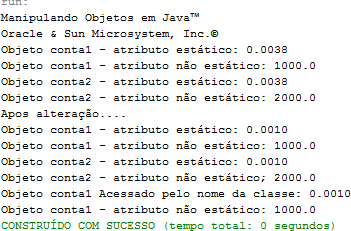 run:
Manipulando Objetos em Java™
Oracle & Sun Microsystem, Inc.©
Objeto conta1 - atributo estático: 0.0038
Objeto conta1 - atributo não estático: 1000.0
Objeto conta2 - atributo estático: 0.0038
Objeto conta2 - atributo não estático: 2000.0
Apos alteração....
Objeto conta1 - atributo estático: 0.0010
Objeto conta1 - atributo não estático: 1000.0
Objeto conta2 - atributo estático: 0.0010
Objeto conta2 - atributo não estático; 2000.0
Objeto conta1 Acessado pelo nome da classe: 0.0010
Objeto conta1 - atributo não estático: 1000.0
CONSTRUÍDO COM SUCESSO (tempo total: 0 segundos)